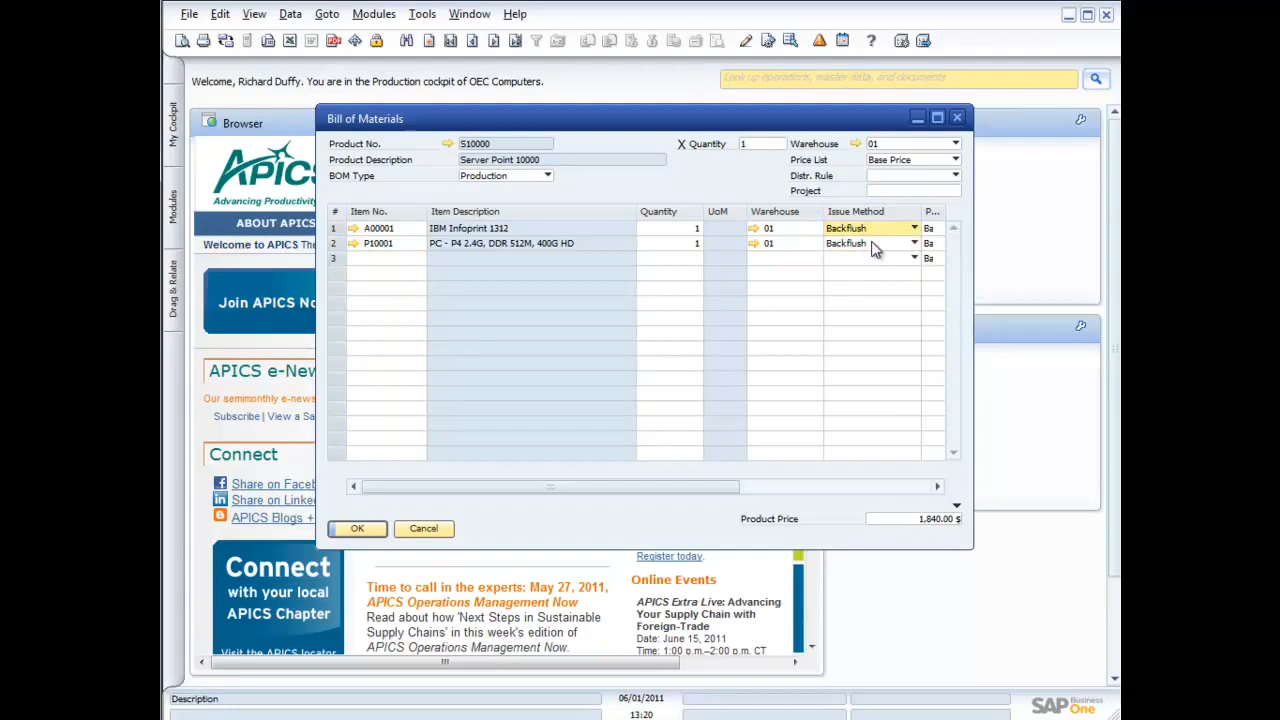 File Edit View Data Goto Modules Tools Window Help
Welcome, Richard Duffy. You are in the Production cockpit of OEC Computers.
Look up operations, master data, and documents
My Cockpit
Modules
Drag & Relate
Browser
APICS
Advancing Productivity
ABOUT APICS
Welcome to APICS The
Join APICS No
APICS e-New
Our semmonthly e-news
Subscribe | View a Sa
Connect
Share on Faceb
Share on Linke
APICS Blogs +
Connect
with your local
APICS Chapter
Visit the APICS locator
Bill of Materials
Product No. S10000 X Quantity 1 Warehouse 01
Product Description Server Point 10000 Price List Base Price
BOM Type Production Distr. Rule
Project
# Item No. Item Description Quantity UoM Warehouse Issue Method P...
1 A00001 IBM Infoprint 1312 1 01 Backflush Ba
2 P10001 PC - P4 2.4G, DDR 512M, 400G HD 1 01 Backflush Ba
3 Ba
Product Price 1,840.00 $
OK Cancel
Time to call in the experts: May 27, 2011,
APICS Operations Management Now
Read about how 'Next Steps in Sustainable
Supply Chains' in this week's edition of
APICS Operations Management Now.
Register today.
Online Events
APICS Extra Live: Advancing
Your Supply Chain with
Foreign-Trade
Date: June 15, 2011
Time: 1:00 p.m.–2:00 p.m. CT
Description 06/01/2011
13:20
SAP Business One